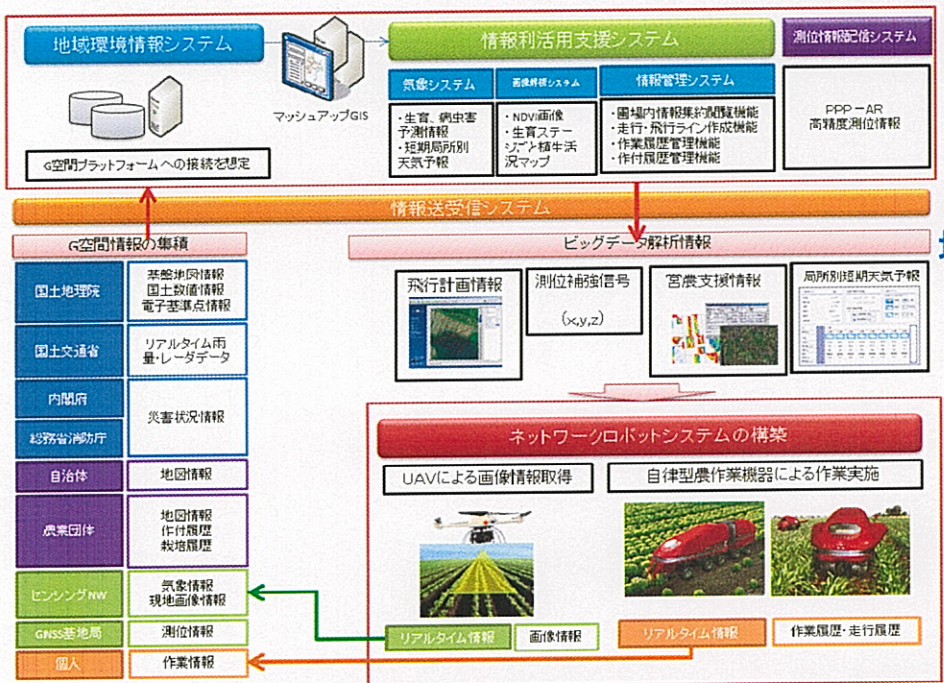 地域環境情報システム
情報利活用支援システム
測位情報配信システム
マッシュアップGIS
気象システム
画像解析システム
情報管理システム
・生育、病虫害
予測情報
・短期局所別
天気予報
・NDVI画像
・生育ステー
ジごと植生活
況マップ
・圃場内情報集約閲覧機能
・走行・飛行ライン作成機能
・作業履歴管理機能
・作付履歴管理機能
PPP-AR
高精度測位情報
G空間プラットフォームへの接続を想定
情報送受信システム
G空間情報の集積
ビッグデータ解析情報
国土地理院
基盤地図情報
国土数値情報
電子基準点情報
国土交通省
リアルタイム雨
量・レーダデータ
内閣府
総務省消防庁
災害状況情報
自治体
地図情報
農業団体
地図情報
作付履歴
栽培履歴
センシングNW
気象情報
現地画像情報
GNSS基地局
測位情報
個人
作業情報
飛行計画情報
測位補強信号
(x,y,z)
営農支援情報
局所別短期天気予報
ネットワークロボットシステムの構築
UAVによる画像情報取得
自律型農作業機器による作業実施
リアルタイム情報
画像情報
リアルタイム情報
作業履歴・走行履歴